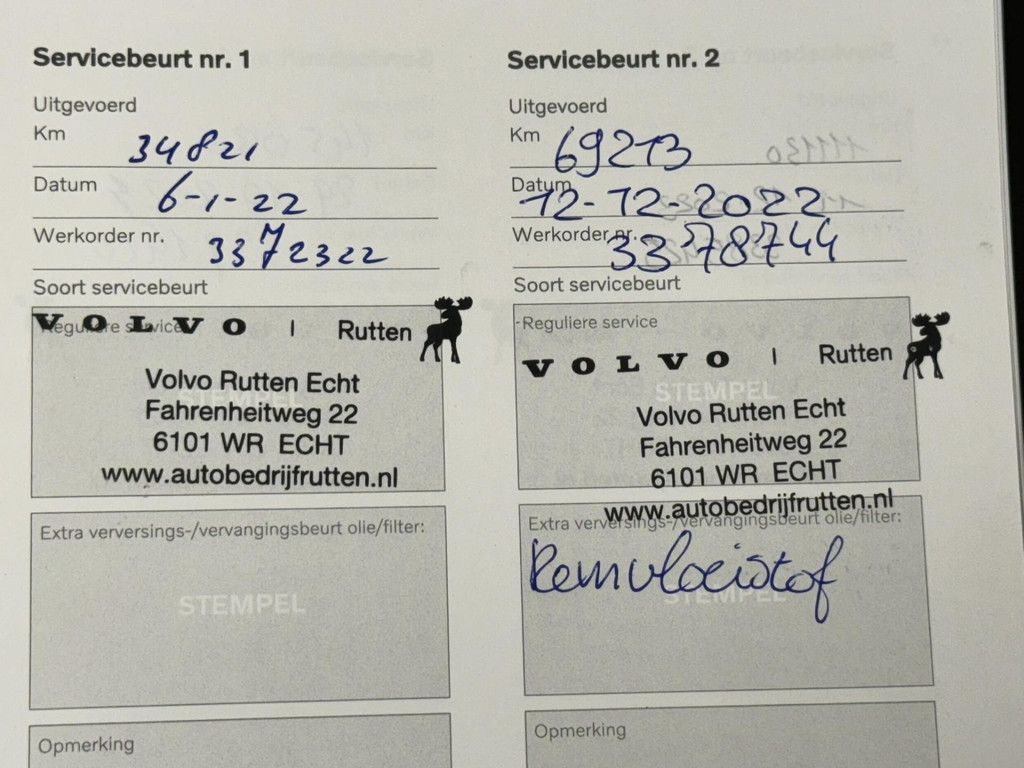 Servicebeurt nr. 1
Uitgevoerd
Km 34821
Datum 6-1-22
Werkorder nr. 3372322
Soort servicebeurt
Reguliere service
VOLVO | Rutten
Volvo Rutten Echt
Fahrenheitweg 22
6101 WR ECHT
www.autobedrijfrutten.nl
STEMPEL
Extra verversings-/vervangingsbeurt olie/filter:
STEMPEL
Opmerking
Servicebeurt nr. 2
Uitgevoerd
Km 69213
Datum 12-12-2022
Werkorder nr. 3378744
Soort servicebeurt
-Reguliere service
VOLVO | Rutten
STEMPEL
Volvo Rutten Echt
Fahrenheitweg 22
6101 WR ECHT
www.autobedrijfrutten.nl
Extra verversings-/vervangingsbeurt olie/filter:
Remvloeistof
STEMPEL
Opmerking